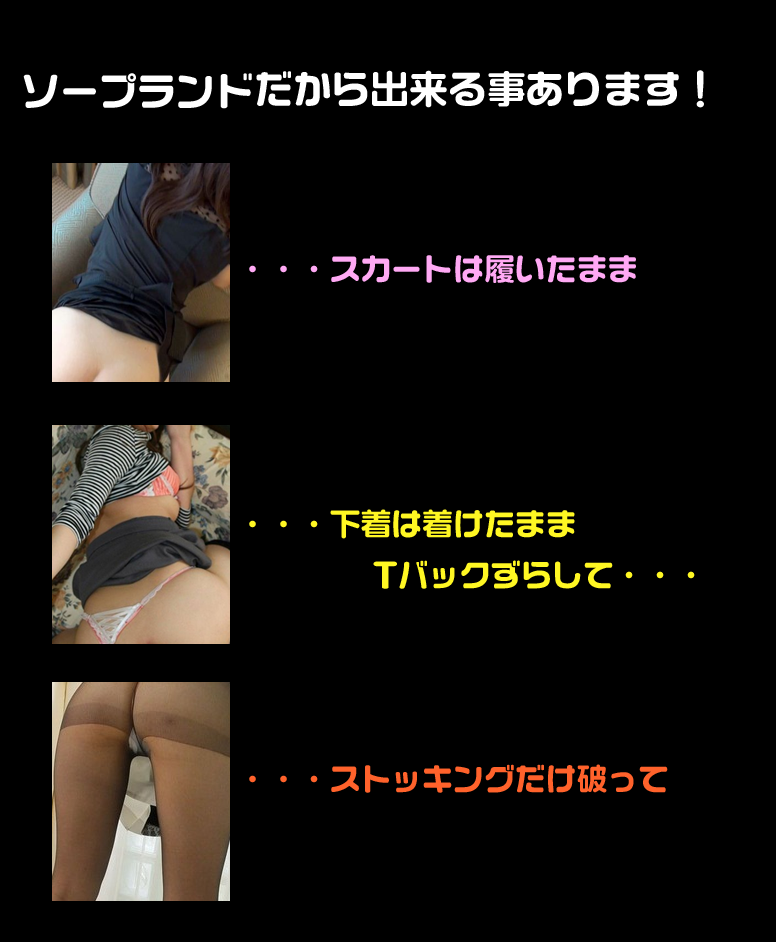 ソープランドだから出来る事あります！
・・・スカートは履いたまま
・・・下着は着けたまま
Tバックずらして・・・
・・・ストッキングだけ破って